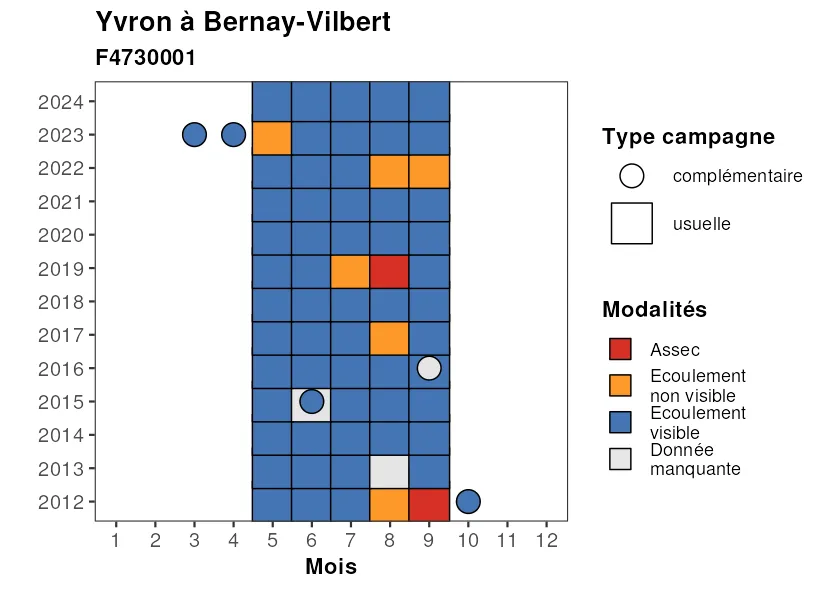 Yvron à Bernay-Vilbert
F4730001
2024
2023
2022
2021
2020
2019
2018
2017
2016
2015
2014
2013
2012
1 2 3 4 5 6 7 8 9 10 11 12
Mois
Type campagne
complémentaire
usuelle
Modalités
Assec
Ecoulement
non visible
Ecoulement
visible
Donnée
manquante